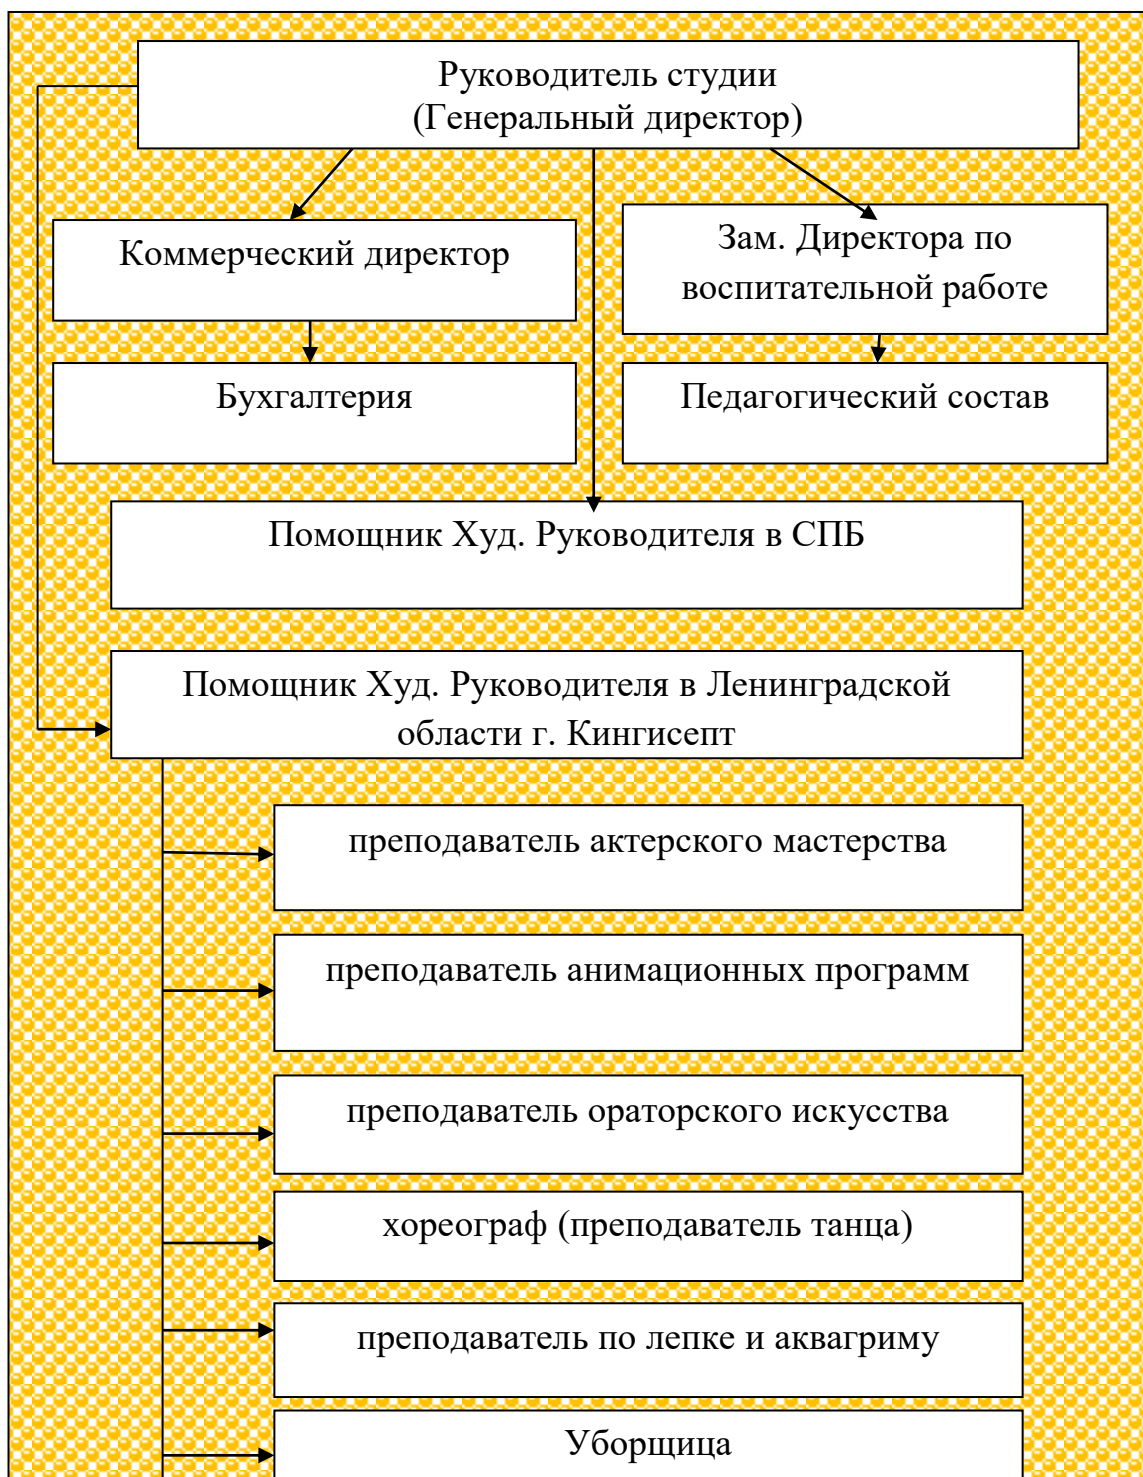 Руководитель студии
(Генеральный директор)
Коммерческий директор
Зам. Директора по
воспитательной работе
Бухгалтерия
Педагогический состав
Помощник Худ. Руководителя в СПБ
Помощник Худ. Руководителя в Ленинградской
области г. Кингисепт
преподаватель актерского мастерства
преподаватель анимационных программ
преподаватель ораторского искусства
хореограф (преподаватель танца)
преподаватель по лепке и аквагриму
Уборщица